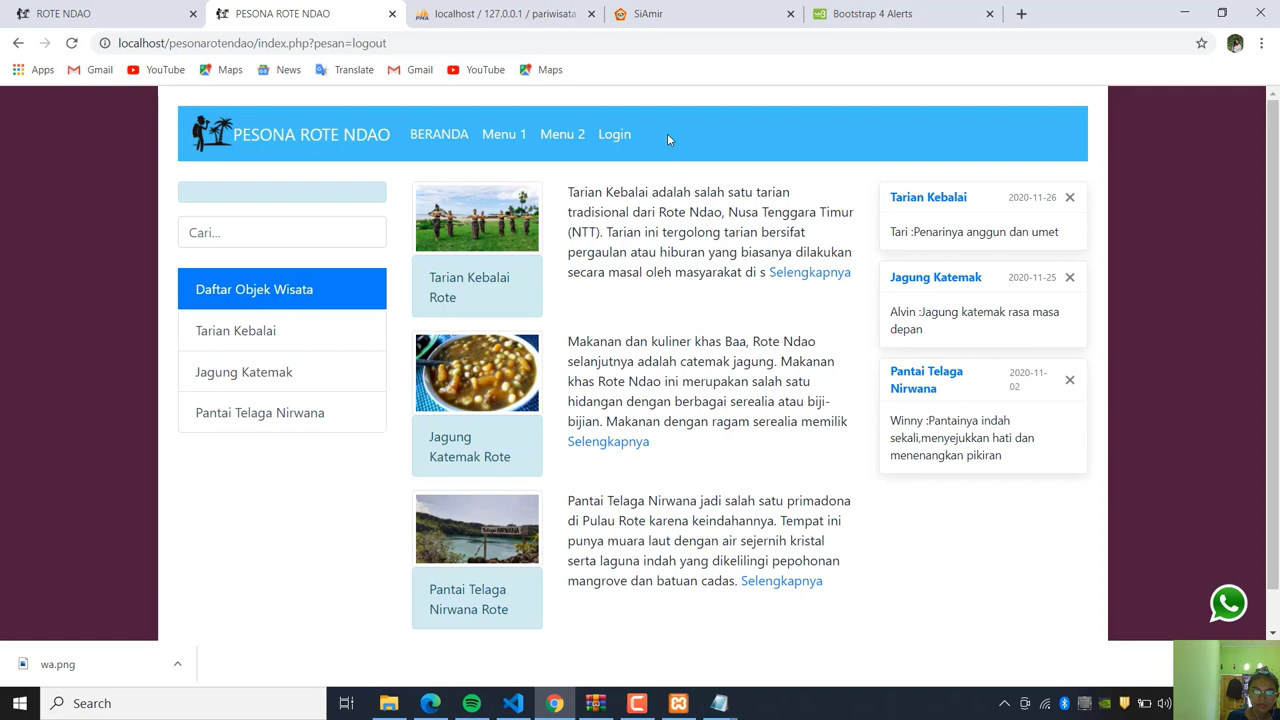 ROTE NDAO
PESONA ROTE NDAO
localhost / 127.0.0.1 / pariwisata
SiAmir
Bootstrap 4 Alerts
localhost/pesonarotendao/index.php?pesan=logout
Apps Gmail YouTube Maps News Translate Gmail YouTube Maps
PESONA ROTE NDAO BERANDA Menu 1 Menu 2 Login
Cari...
Daftar Objek Wisata
Tarian Kebalai
Jagung Katemak
Pantai Telaga Nirwana
Tarian Kebalai
Rote
Tarian Kebalai adalah salah satu tarian
tradisional dari Rote Ndao, Nusa Tenggara Timur
(NTT). Tarian ini tergolong tarian bersifat
pergaulan atau hiburan yang biasanya dilakukan
secara masal oleh masyarakat di s Selengkapnya
Jagung
Katemak Rote
Makanan dan kuliner khas Baa, Rote Ndao
selanjutnya adalah catemak jagung. Makanan
khas Rote Ndao ini merupakan salah satu
hidangan dengan berbagai serealia atau biji-
bijian. Makanan dengan ragam serealia memilik
Selengkapnya
Pantai Telaga
Nirwana Rote
Pantai Telaga Nirwana jadi salah satu primadona
di Pulau Rote karena keindahannya. Tempat ini
punya muara laut dengan air sejernih kristal
serta laguna indah yang dikelilingi pepohonan
mangrove dan batuan cadas. Selengkapnya
Tarian Kebalai 2020-11-26
Tari :Penarinya anggun dan umet
Jagung Katemak 2020-11-25
Alvin :Jagung katemak rasa masa
depan
Pantai Telaga
Nirwana
2020-11-
02
Winny :Pantainya indah
sekali,menyejukkan hati dan
menenangkan pikiran
wa.png
Search